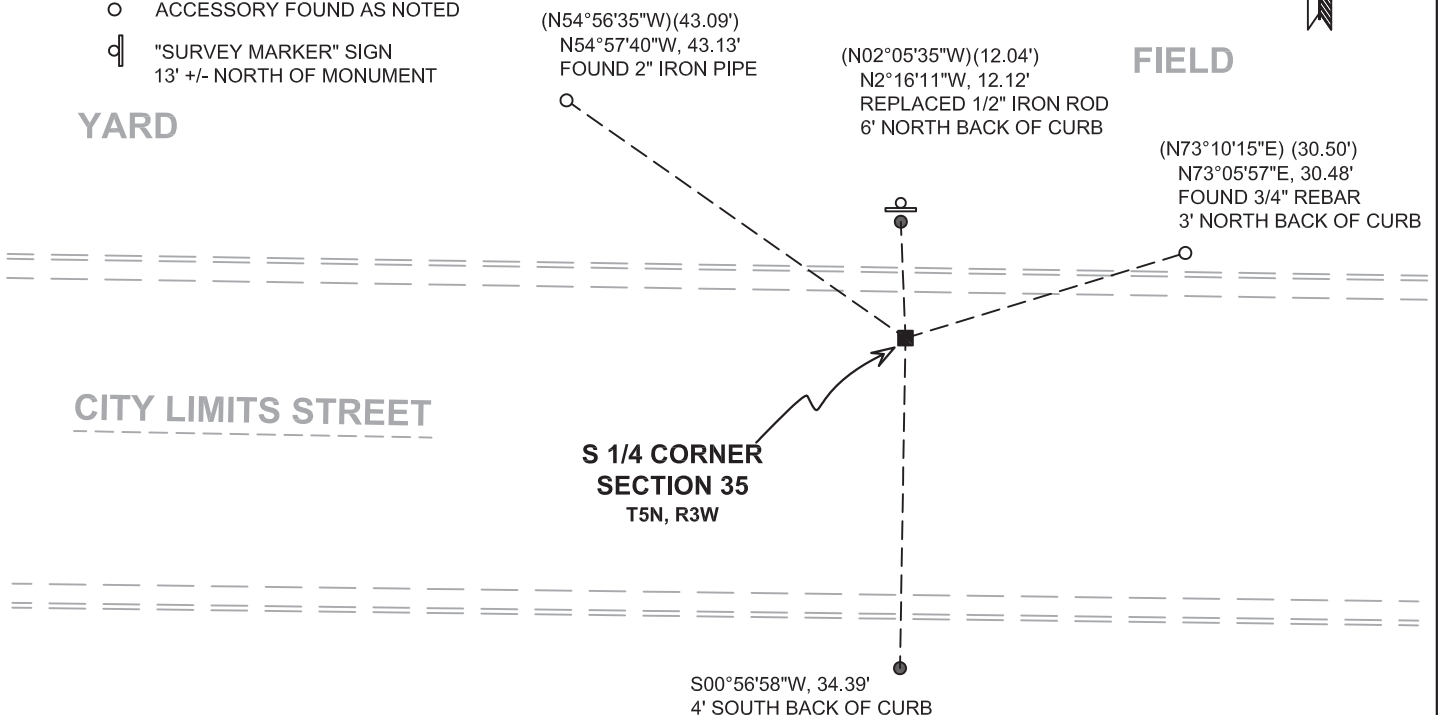 ACCESSORY FOUND AS NOTED
"SURVEY MARKER" SIGN
13' +/- NORTH OF MONUMENT
YARD
(N54°56'35"W)(43.09')
N54°57'40"W, 43.13'
FOUND 2" IRON PIPE
(N02°05'35"W)(12.04')
N2°16'11"W, 12.12'
REPLACED 1/2" IRON ROD
6' NORTH BACK OF CURB
FIELD
(N73°10'15"E) (30.50')
N73°05'57"E, 30.48'
FOUND 3/4" REBAR
3' NORTH BACK OF CURB
CITY LIMITS STREET
S 1/4 CORNER
SECTION 35
T5N, R3W
S00°56'58"W, 34.39'
4' SOUTH BACK OF CURB